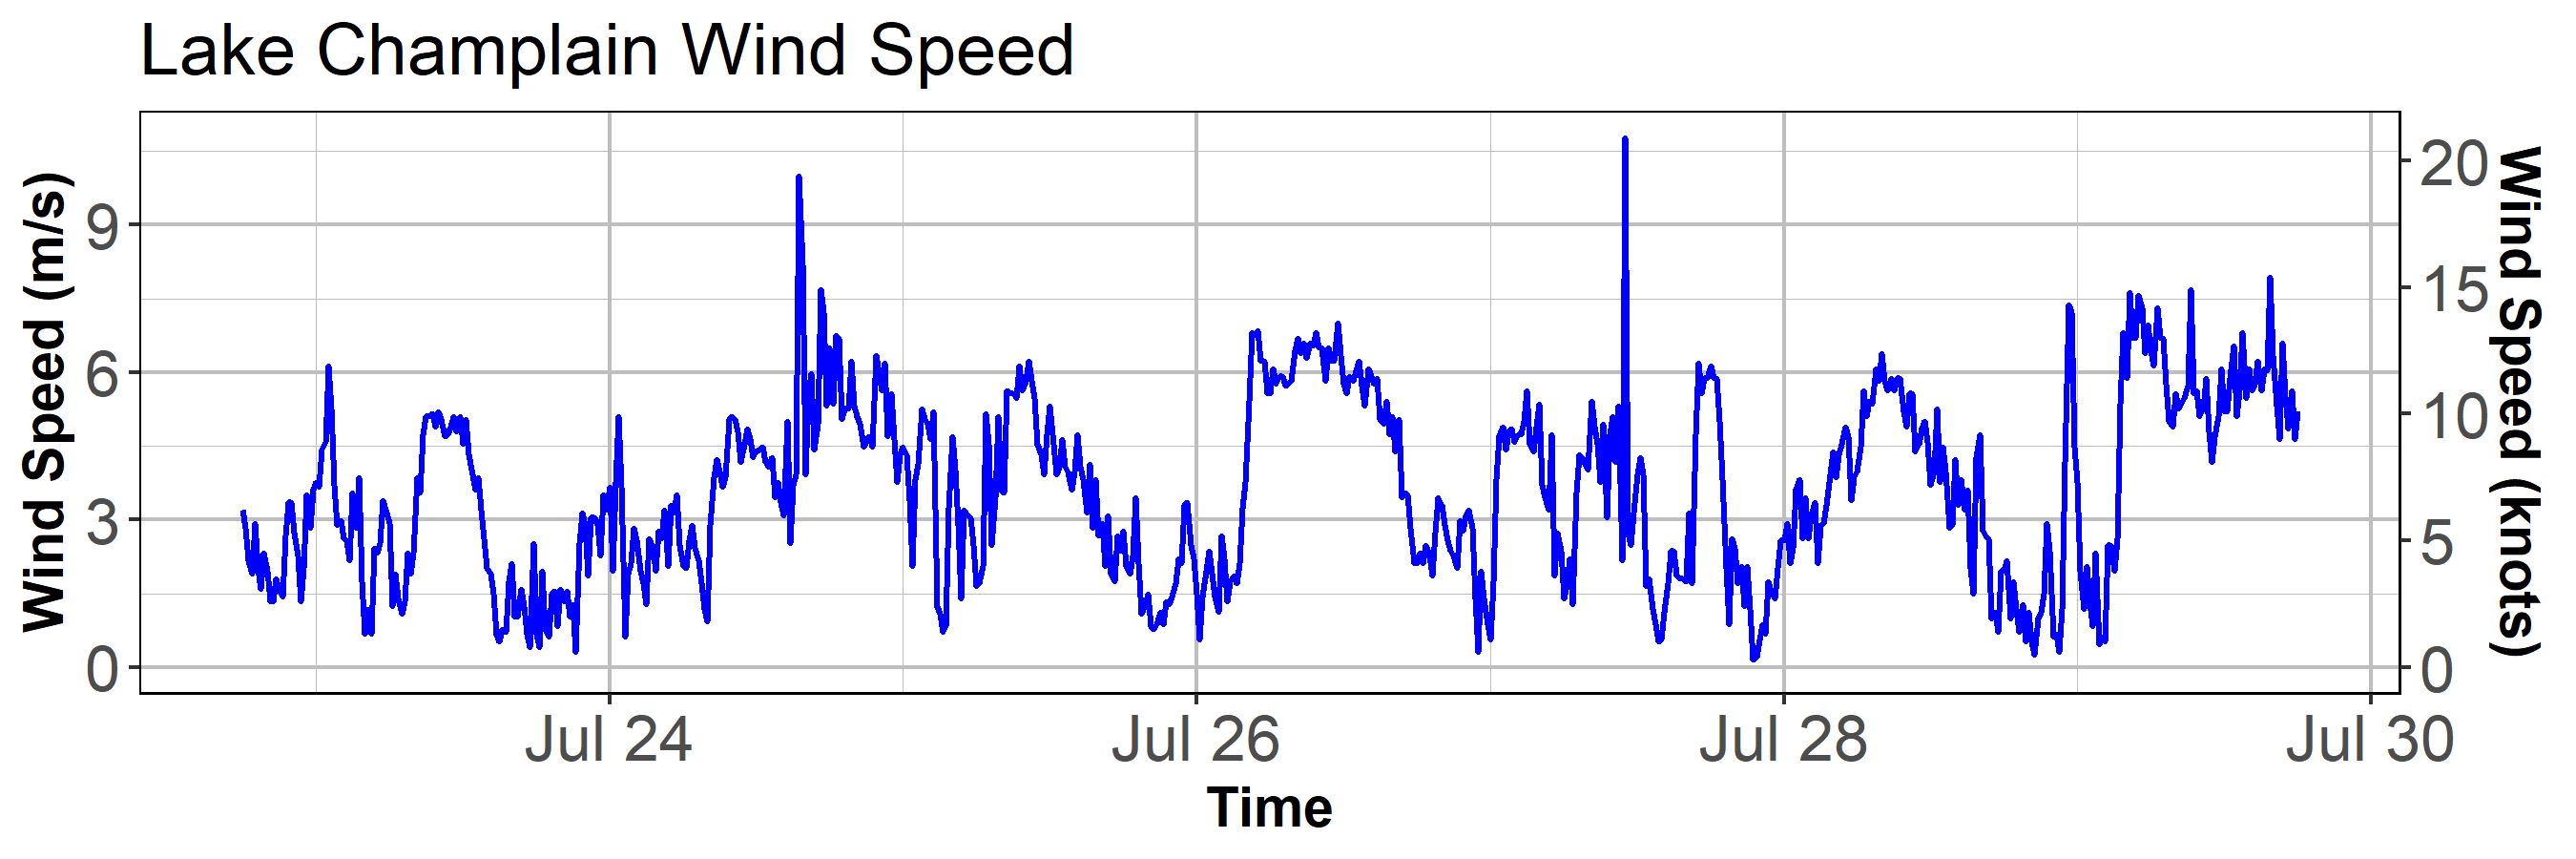 Lake Champlain Wind Speed
Wind Speed (m/s)
9
6
3
0
20
15
10
5
0
Wind Speed (knots)
Jul 24
Jul 26
Jul 28
Jul 30
Time